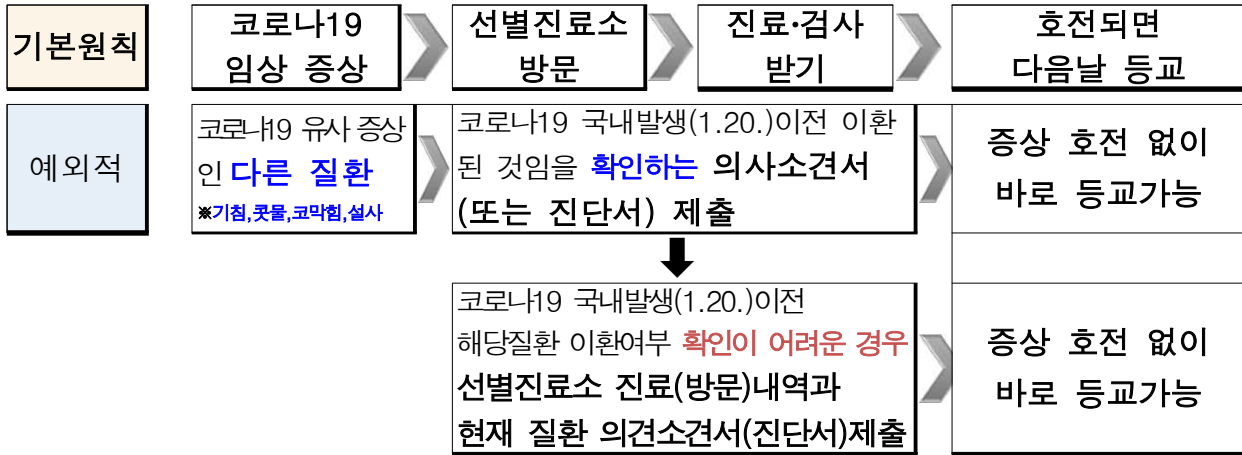 기본원칙
코로나19
임상 증상
선별진료소
방문
진료·검사
받기
호전되면
다음날 등교
예외적
코로나19 유사 증상
인 다른 질환
※기침,콧물,코막힘,설사
코로나19 국내발생(1.20.)이전 이환
된 것임을 확인하는 의사소견서
(또는 진단서) 제출
증상 호전 없이
바로 등교가능
코로나19 국내발생(1.20.)이전
해당질환 이환여부 확인이 어려운 경우
선별진료소 진료(방문)내역과
현재 질환 의견소견서(진단서)제출
증상 호전 없이
바로 등교가능